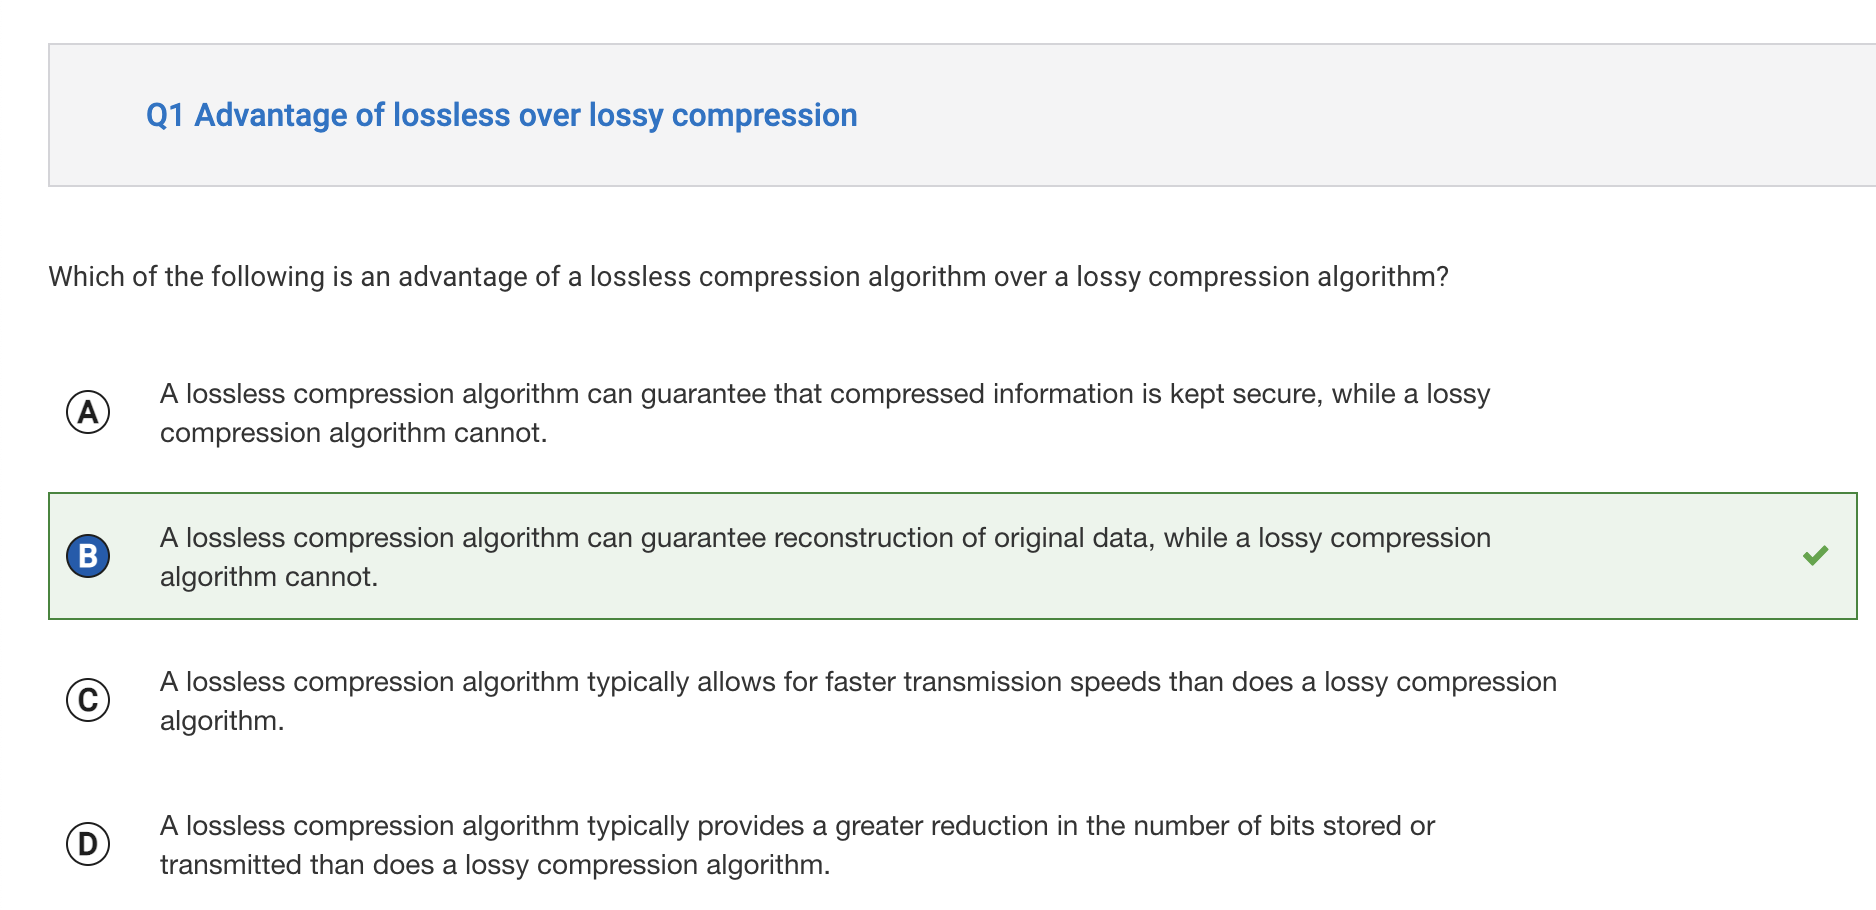 Q1 Advantage of lossless over lossy compression
Which of the following is an advantage of a lossless compression algorithm over a lossy compression algorithm?
A
A lossless compression algorithm can guarantee that compressed information is kept secure, while a lossy
compression algorithm cannot.
B
A lossless compression algorithm can guarantee reconstruction of original data, while a lossy compression
algorithm cannot.
C
A lossless compression algorithm typically allows for faster transmission speeds than does a lossy compression
algorithm.
D
A lossless compression algorithm typically provides a greater reduction in the number of bits stored or
transmitted than does a lossy compression algorithm.